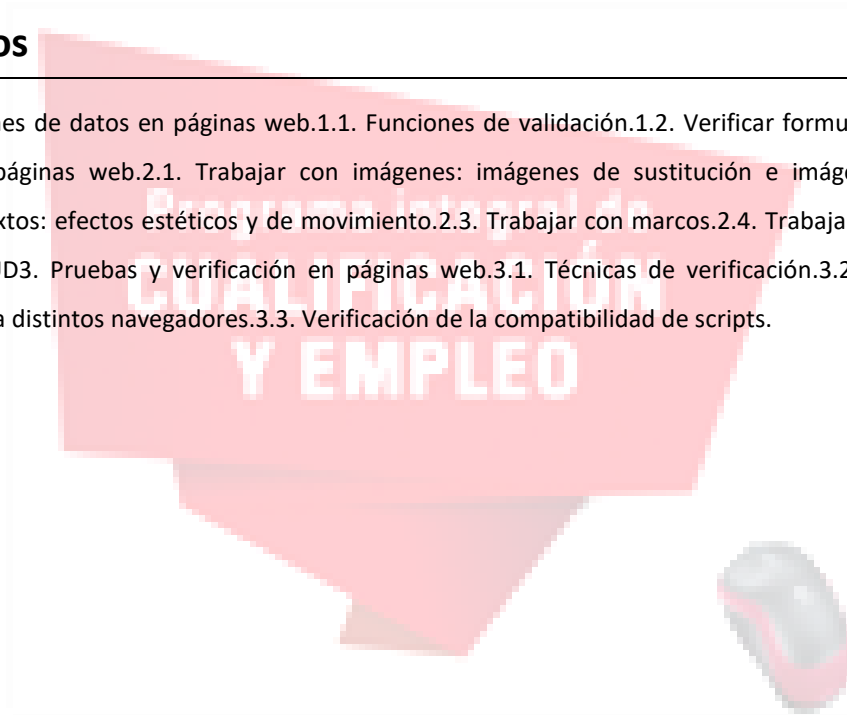 os
nes de datos en páginas web.1.1. Funciones de validación.1.2. Verificar formu
páginas web.2.1. Trabajar con imágenes: imágenes de sustitución e imág
xtos: efectos estéticos y de movimiento.2.3. Trabajar con marcos.2.4. Trabajar
UD3. Pruebas y verificación en páginas web.3.1. Técnicas de verificación.3.2
a distintos navegadores.3.3. Verificación de la compatibilidad de scripts.
Programa integral de
CUALIFICACIÓN
Y EMPLEO